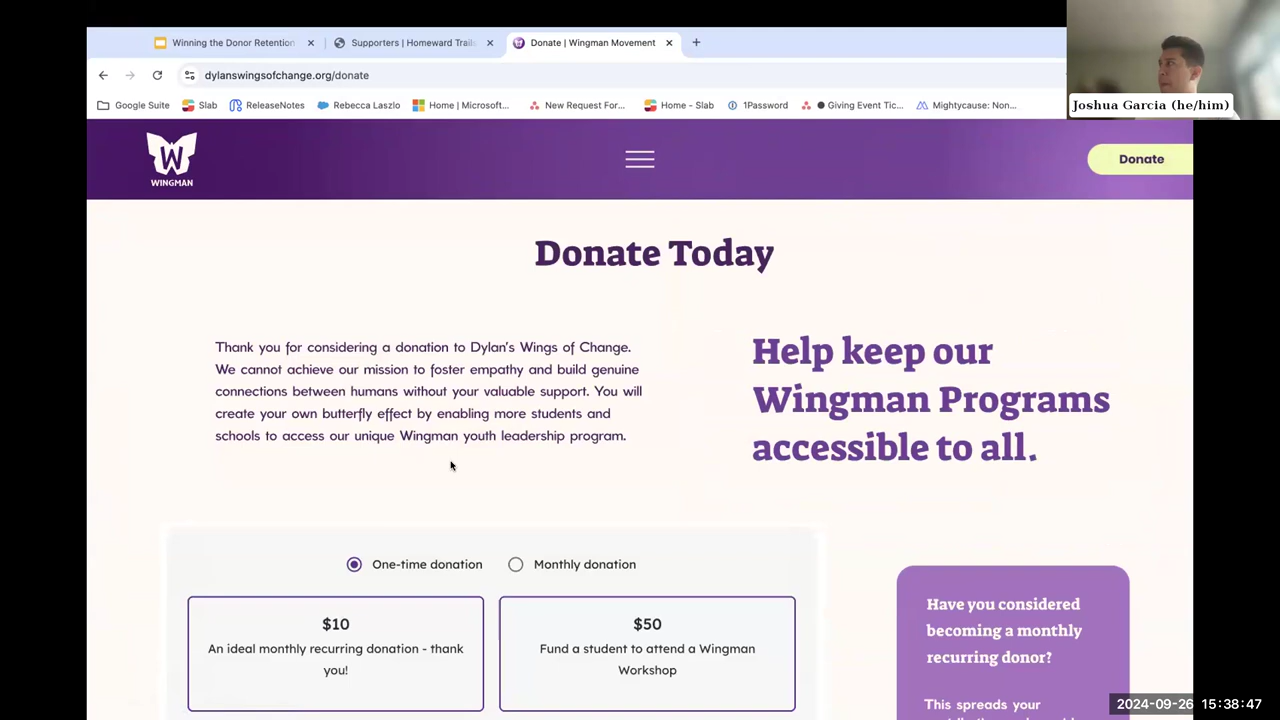 Winning the Donor Retention
Supporters | Homeward Trails
Donate | Wingman Movement
dylanswingsofchange.org/donate
Google Suite
Slab
ReleaseNotes
Rebecca Laszlo
Home | Microsoft...
New Request For...
Home - Slab
1Password
Giving Event Tic...
Mightycause: Non...
Joshua Garcia (he/him)
W
WINGMAN
Donate
Donate Today
Thank you for considering a donation to Dylan's Wings of Change.
We cannot achieve our mission to foster empathy and build genuine
connections between humans without your valuable support. You will
create your own butterfly effect by enabling more students and
schools to access our unique Wingman youth leadership program.
Help keep our
Wingman Programs
accessible to all.
One-time donation
Monthly donation
$10
An ideal monthly recurring donation - thank
you!
$50
Fund a student to attend a Wingman
Workshop
Have you considered
becoming a monthly
recurring donor?
This spreads your
2024-09-26 15:38:47